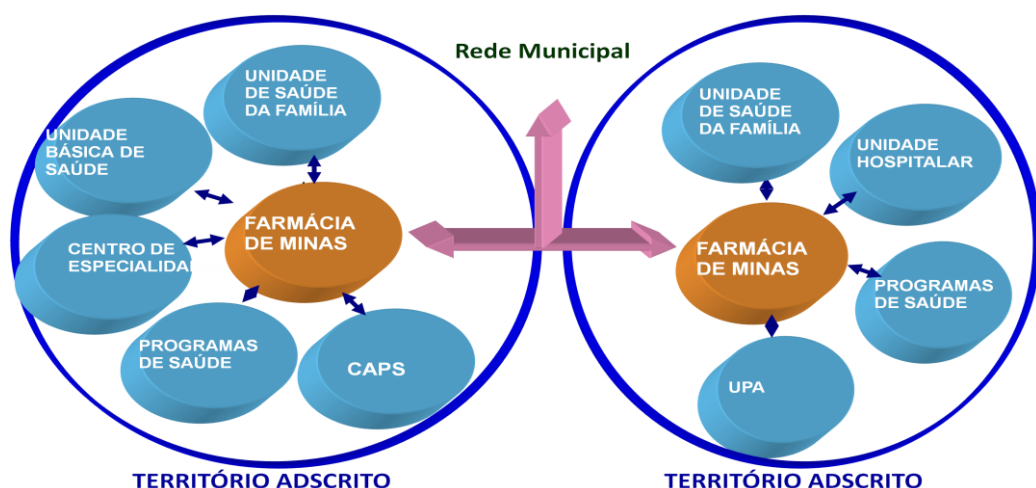 Rede Municipal
UNIDADE
DE SAÚDE
DA FAMÍLIA
UNIDADE
BÁSICA DE
SAÚDE
FARMÁCIA
DE MINAS
CENTRO DE
ESPECIALIDA
PROGRAMAS
DE SAÚDE
CAPS
TERRITÓRIO ADSCRITO
UNIDADE
DE SAÚDE
DA FAMÍLIA
UNIDADE
HOSPITALAR
FARMÁCIA
DE MINAS
PROGRAMAS
DE SAÚDE
UPA
TERRITÓRIO ADSCRITO